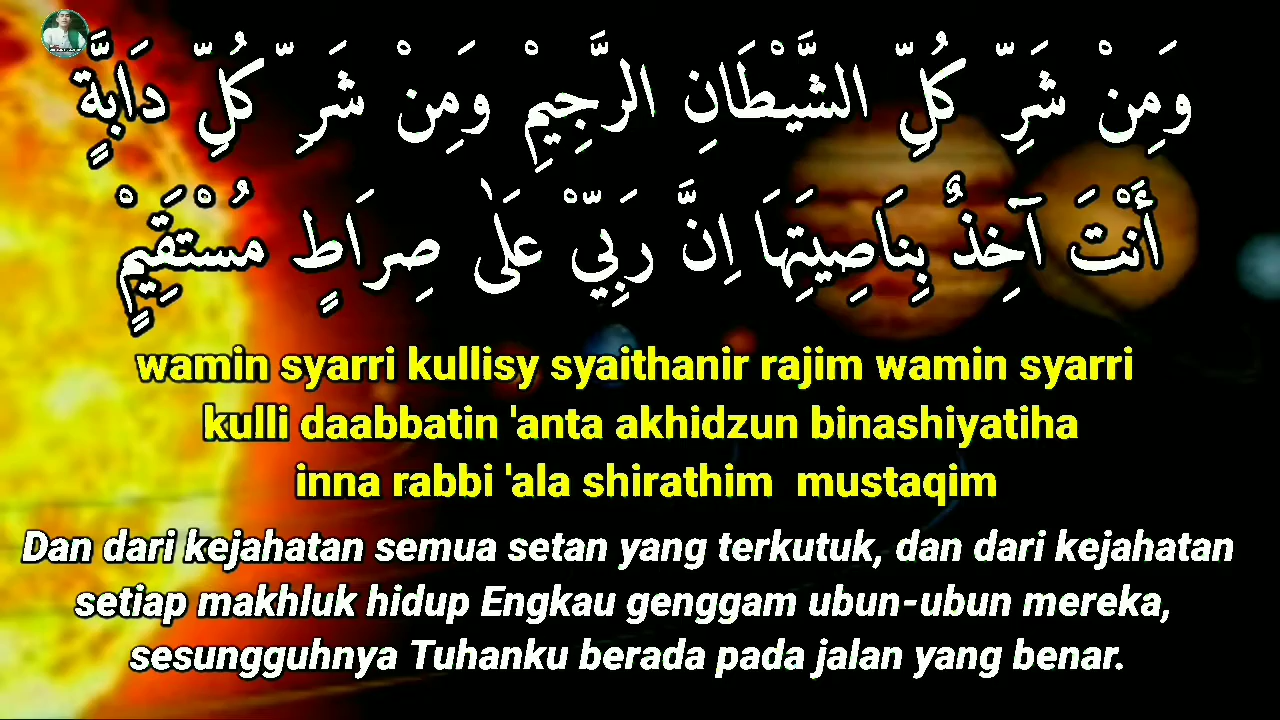 وَمِنْ شَرِّ كُلِّ الشَّيْطَانِ الرَّجِيْمِ وَمِنْ شَرِّ كُلِّ دَابَّةٍ
أَنْتَ آخِذٌ بِنَاصِيَتِهَا اِنَّ رَبِّيْ عَلٰى صِرَاطٍ مُسْتَقِيْمٍ
wamin syarri kullisy syaithanir rajim wamin syarri
kulli daabbatin 'anta akhidzun binashiyatiha
inna rabbi 'ala shirathim mustaqim
Dan dari kejahatan semua setan yang terkutuk, dan dari kejahatan
setiap makhluk hidup Engkau genggam ubun-ubun mereka,
sesungguhnya Tuhanku berada pada jalan yang benar.